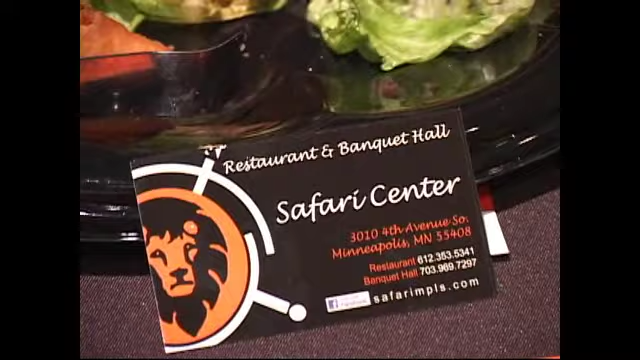 Restaurant & Banquet Hall
Safari Center
3010 4th Avenue So.
Minneapolis, MN 55408
Restaurant 612.353.5341
Banquet Hall 703.969.7297
safarimpls.com